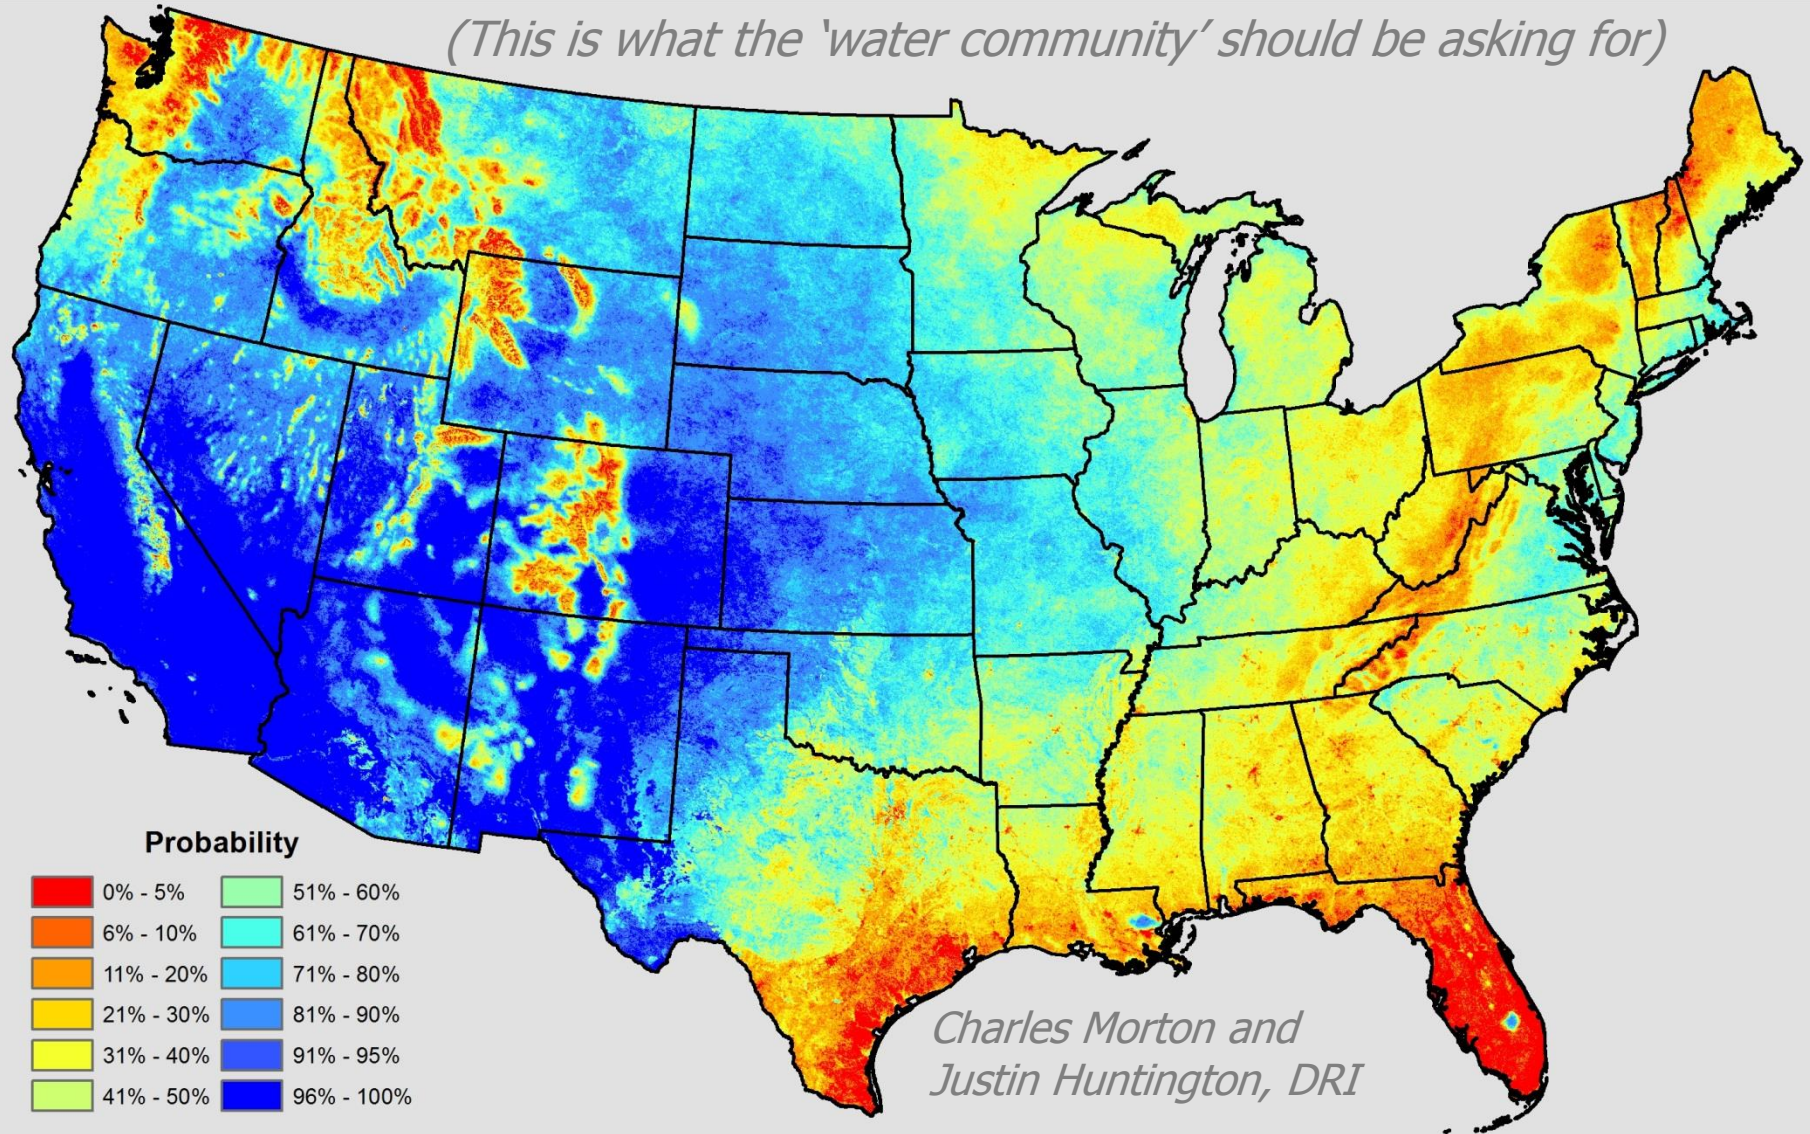 (This is what the ‘water community’ should be asking for)
Probability
0% - 5%
6% - 10%
11% - 20%
21% - 30%
31% - 40%
41% - 50%
51% - 60%
61% - 70%
71% - 80%
81% - 90%
91% - 95%
96% - 100%
Charles Morton and
Justin Huntington, DRI